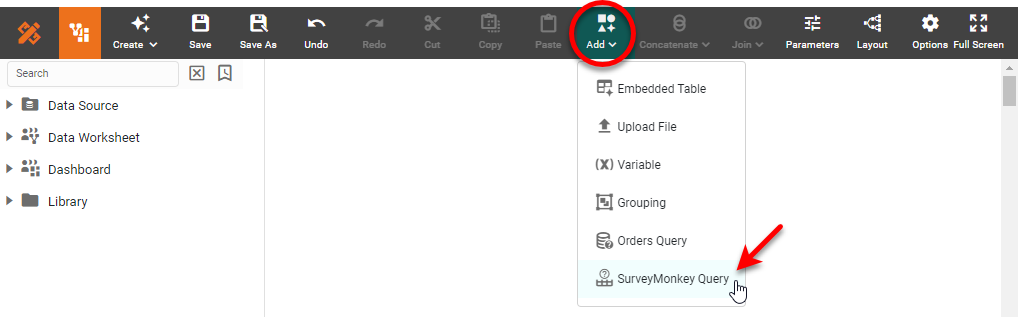 Create
Save
Save As
Undo
Redo
Cut
Copy
Paste
Add
Concatenate
Join
Parameters
Layout
Options
Full Screen
Search
Data Source
Data Worksheet
Dashboard
Library
Embedded Table
Upload File
(X) Variable
Grouping
Orders Query
SurveyMonkey Query